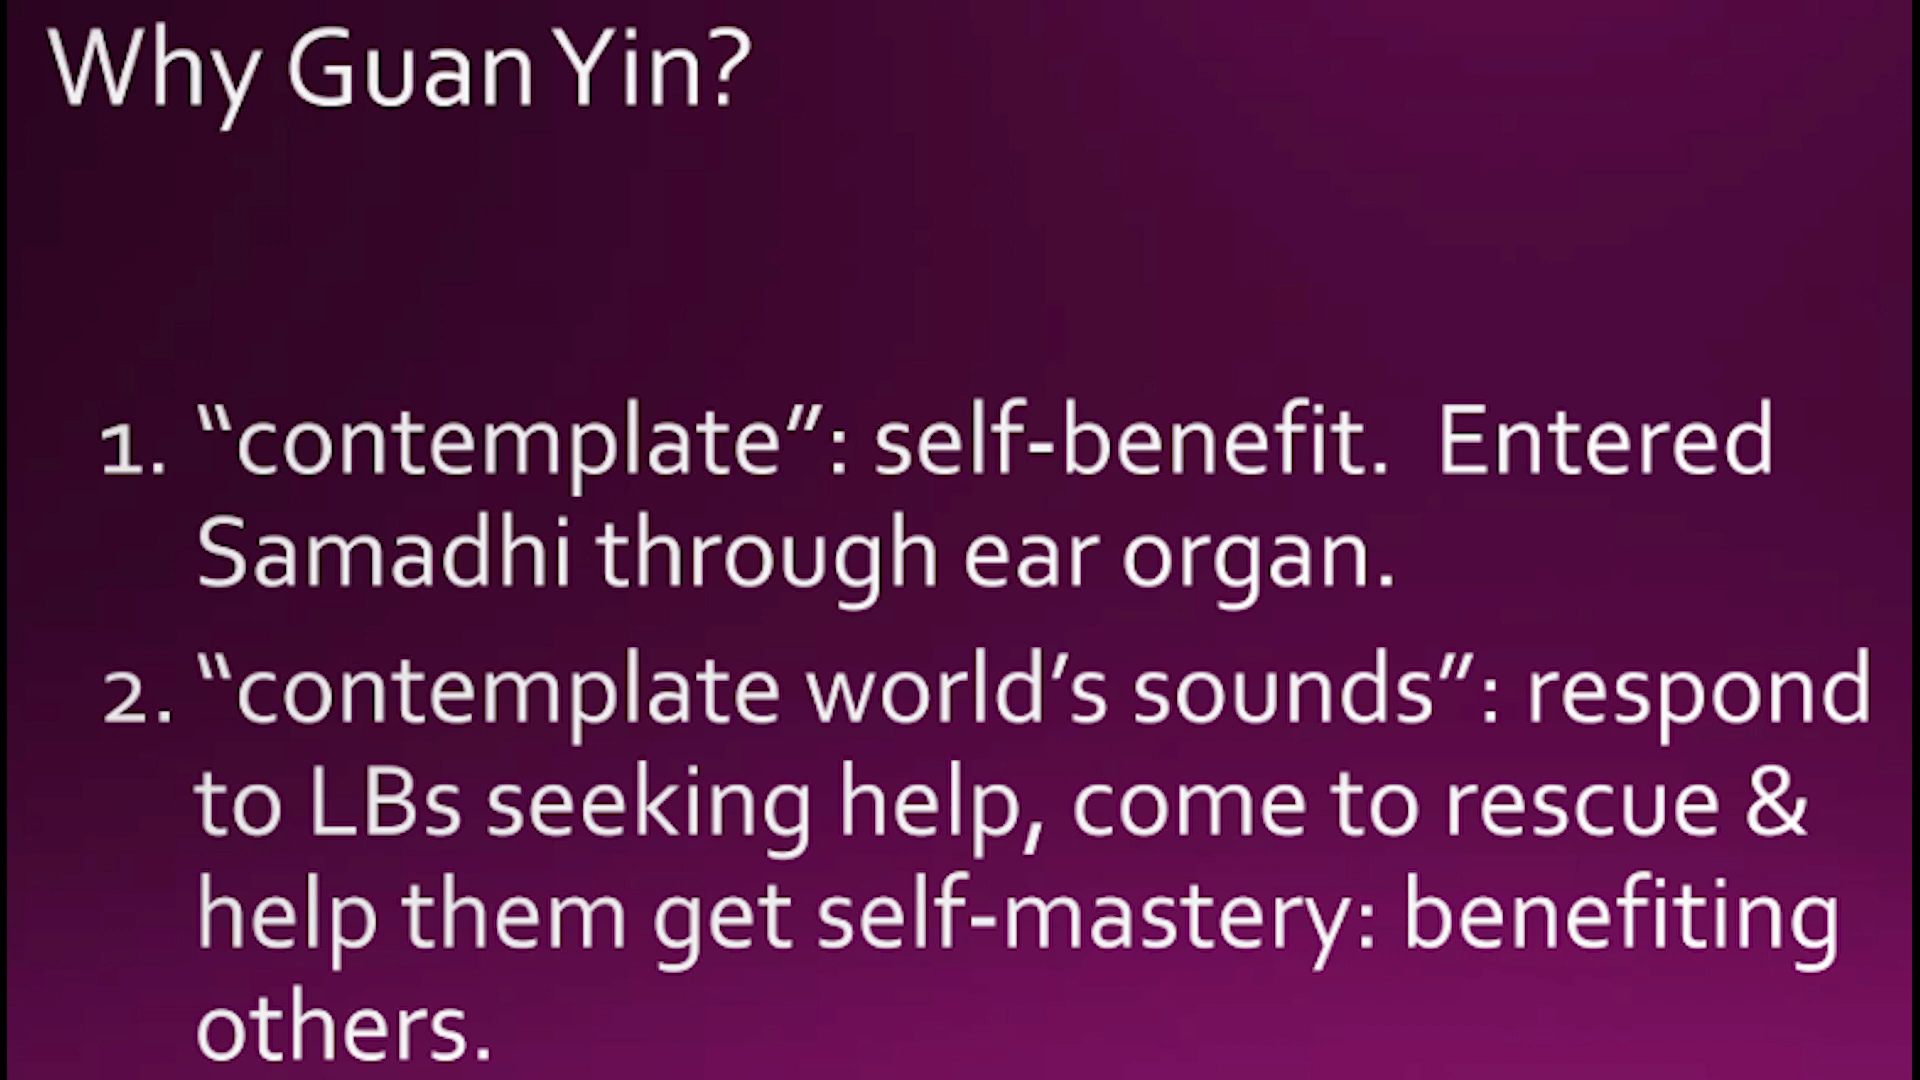 Why Guan Yin?
1. “contemplate”: self-benefit.  Entered
Samadhi through ear organ.
2. “contemplate world’s sounds”: respond
to LBs seeking help, come to rescue &
help them get self-mastery: benefiting
others.